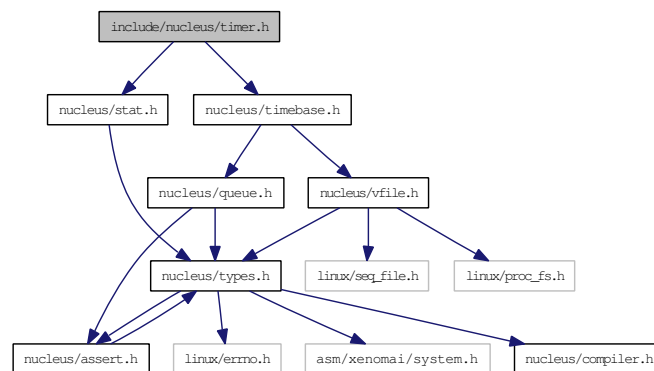 include/nucleus/timer.h
nucleus/stat.h
nucleus/timebase.h
nucleus/queue.h
nucleus/vfile.h
nucleus/types.h
linux/seq_file.h
linux/proc_fs.h
nucleus/assert.h
linux/errno.h
asm/xenomai/system.h
nucleus/compiler.h